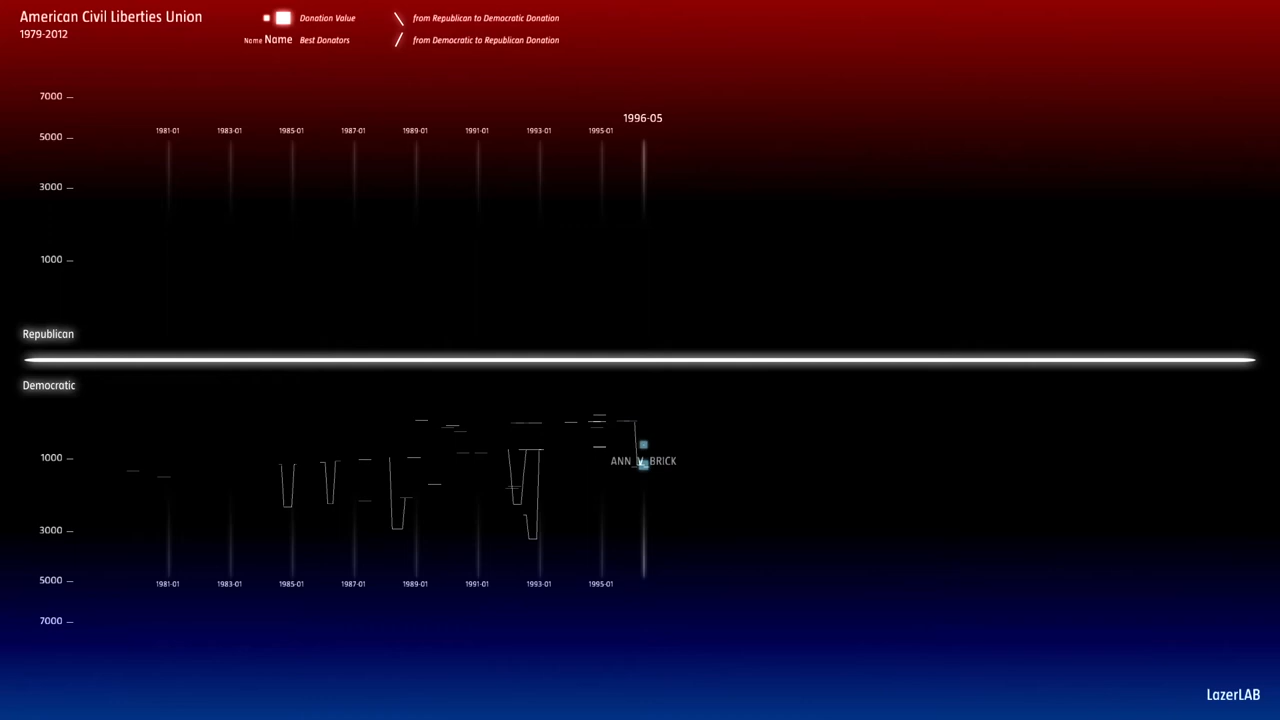 American Civil Liberties Union
1979-2012
Donation Value
from Republican to Democratic Donation
Name Name Best Donators
from Democratic to Republican Donation
7000
1996-05
5000
1981-01 1983-01 1985-01 1987-01 1989-01 1991-01 1993-01 1995-01
3000
1000
Republican
Democratic
1000
ANN V BRICK
3000
5000
1981-01 1983-01 1985-01 1987-01 1989-01 1991-01 1993-01 1995-01
7000
LazerLAB